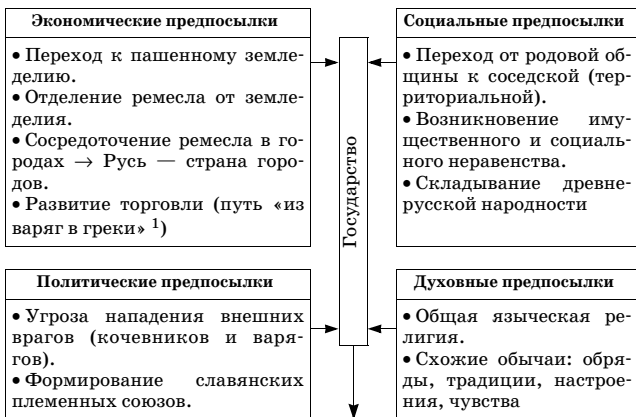 Экономические предпосылки
• Переход к пашенному земле-
делию.
• Отделение ремесла от земле-
делия.
• Сосредоточение ремесла в го-
родах → Русь — страна горо-
дов.
• Развитие торговли (путь «из
варяг в греки» ¹)
Государство
Социальные предпосылки
• Переход от родовой об-
щины к соседской (тер-
риториальной).
• Возникновение иму-
щественного и социаль-
ного неравенства.
• Складывание древне-
русской народности
Политические предпосылки
• Угроза нападения внешних
врагов (кочевников и варя-
гов).
• Формирование славянских
племенных союзов.
Духовные предпосылки
• Общая языческая ре-
лигия.
• Схожие обычаи: обря-
ды, традиции, настрое-
ния, чувства